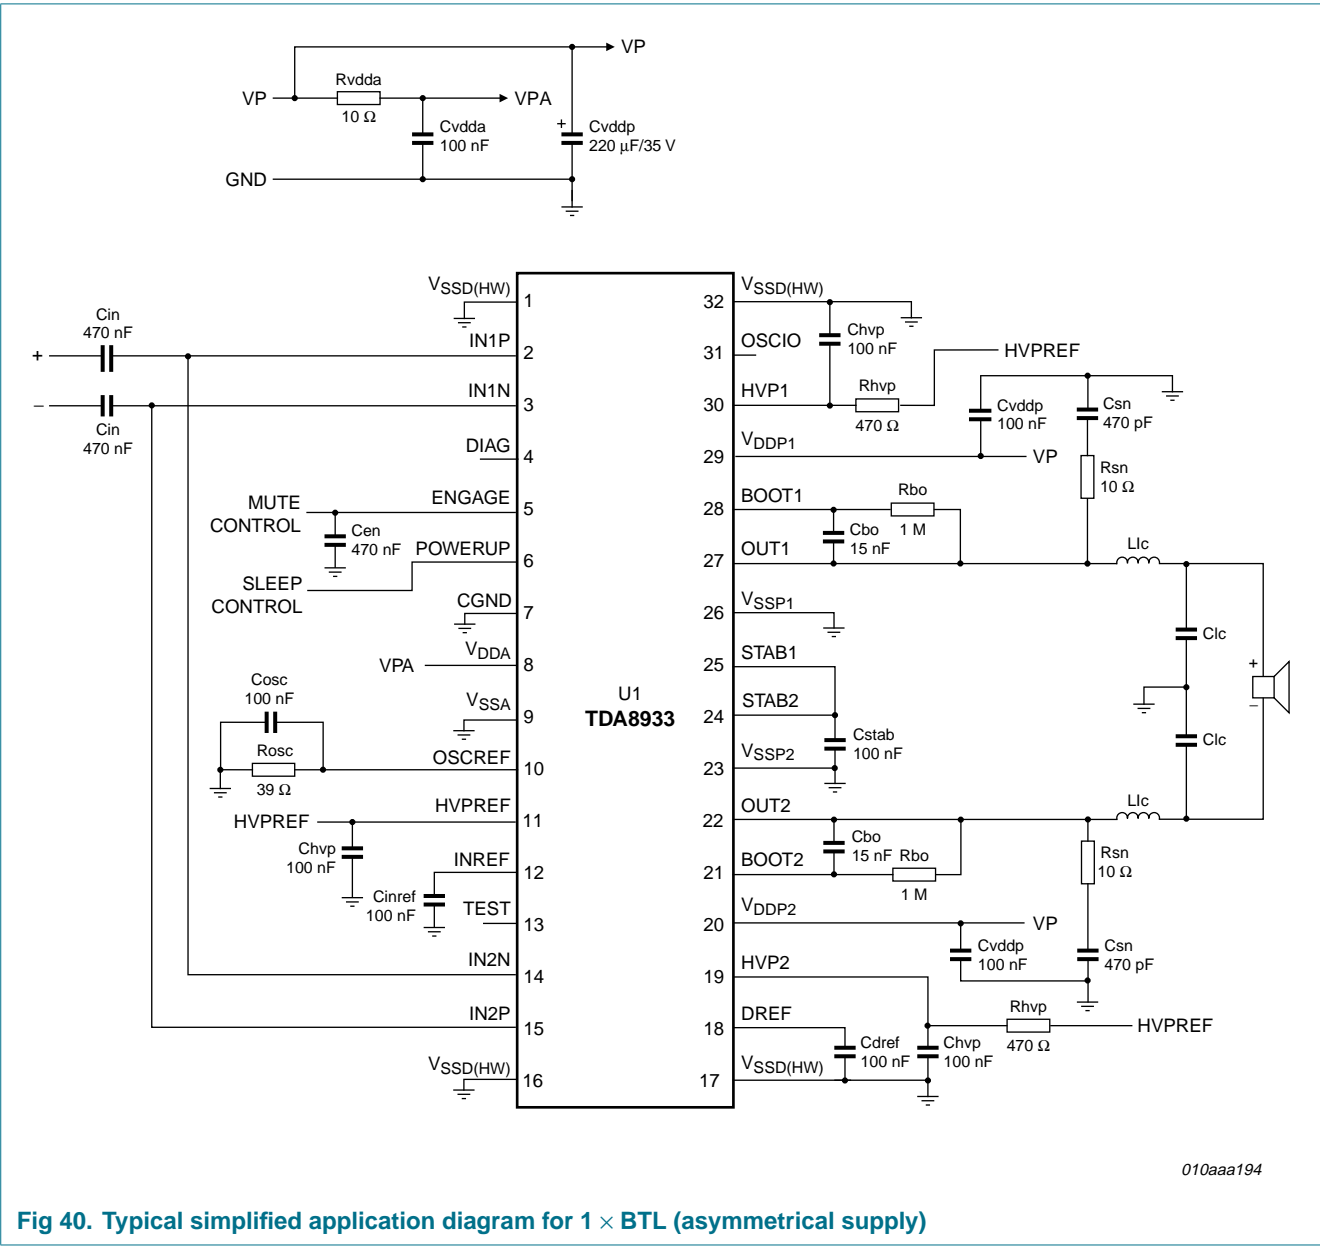 VP
Rvdda
VP
VPA
10 Ω
Cvdda
100 nF
+
Cvddp
220 μF/35 V
GND
Cin
470 nF
+
−
Cin
470 nF
MUTE
CONTROL
Cen
470 nF
SLEEP
CONTROL
VPA
Cosc
100 nF
Rosc
39 Ω
HVPREF
Chvp
100 nF
Cinref
100 nF
VSSD(HW)
1
IN1P
2
IN1N
3
DIAG
4
ENGAGE
5
POWERUP
6
CGND
7
VDDA
8
VSSA
9
OSCREF
10
HVPREF
11
INREF
12
TEST
13
IN2N
14
IN2P
15
VSSD(HW)
16
U1
TDA8933
32
VSSD(HW)
31
OSCIO
30
HVP1
29
VDDP1
28
BOOT1
27
OUT1
26
VSSP1
25
STAB1
24
STAB2
23
VSSP2
22
OUT2
21
BOOT2
20
VDDP2
19
HVP2
18
DREF
17
VSSD(HW)
Chvp
100 nF
HVPREF
Rhvp
470 Ω
Cvddp
100 nF
Csn
470 pF
VP
Rsn
10 Ω
Rbo
1 M
Cbo
15 nF
Llc
Clc
+
−
Cstab
100 nF
Clc
Llc
Cbo
15 nF
Rbo
1 M
Rsn
10 Ω
VP
Cvddp
100 nF
Csn
470 pF
Rhvp
470 Ω
HVPREF
Cdref
100 nF
Chvp
100 nF
010aaa194
Fig 40. Typical simplified application diagram for 1 × BTL (asymmetrical supply)